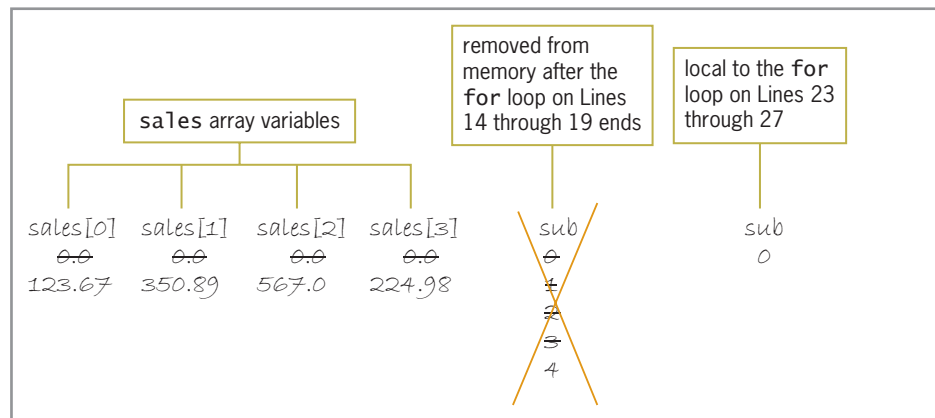 removed from
memory after the
for loop on Lines
14 through 19 ends
local to the for
loop on Lines 23
through 27
sales array variables
sales[0] sales[1] sales[2] sales[3] sub sub
0.0 0.0 0.0 0.0 0 0
123.67 350.89 567.0 224.98 1
2
3
4